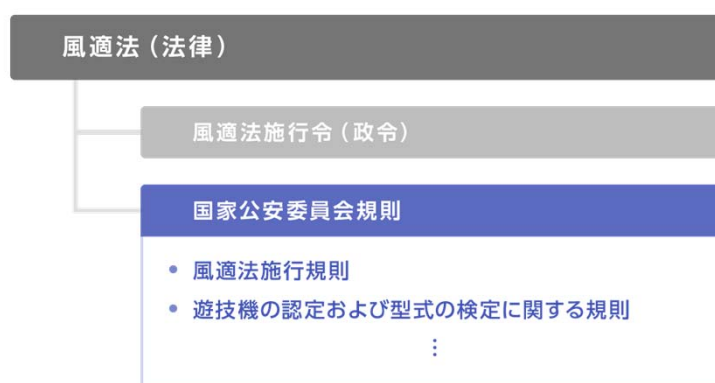 風適法（法律）
風適法施行令（政令）
国家公安委員会規則
• 風適法施行規則
• 遊技機の認定および型式の検定に関する規則
⋮